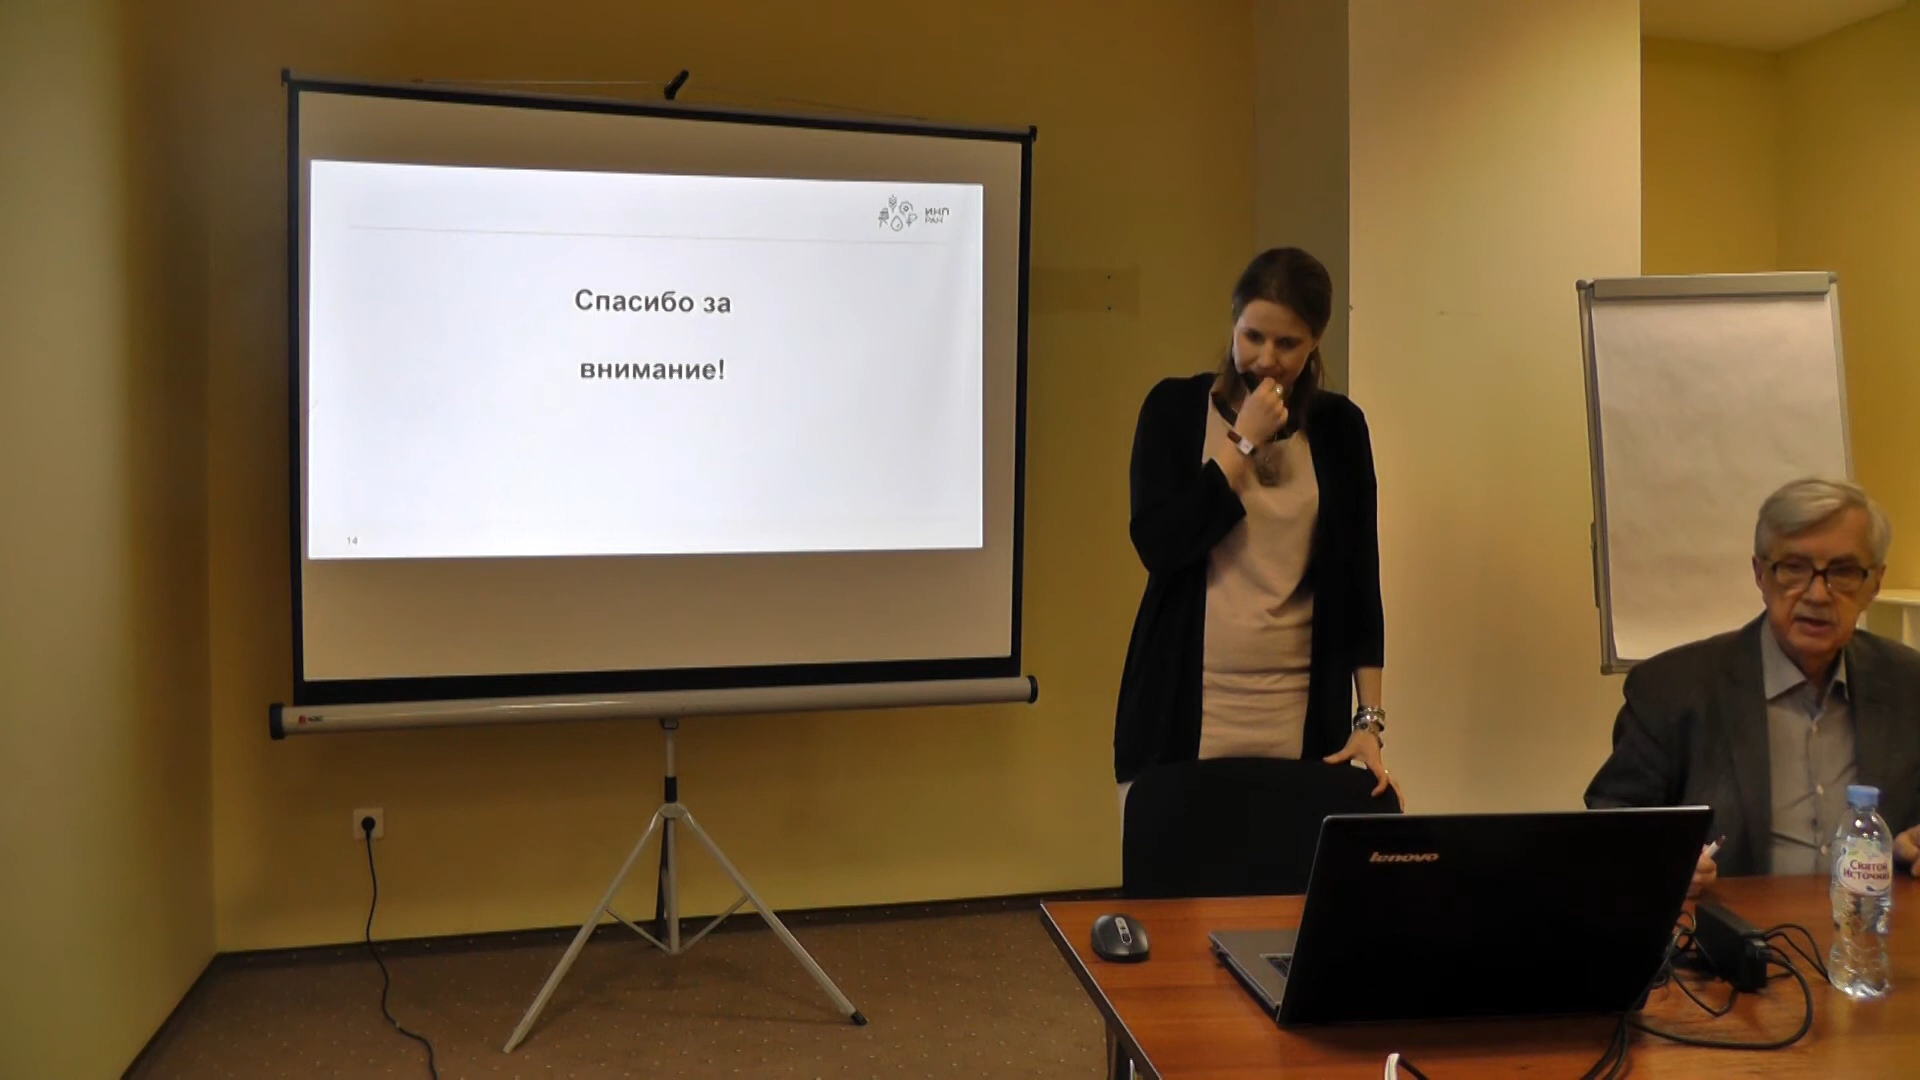 ИНП
РАН
Спасибо за
внимание!
14
lenovo
Святой
Источник